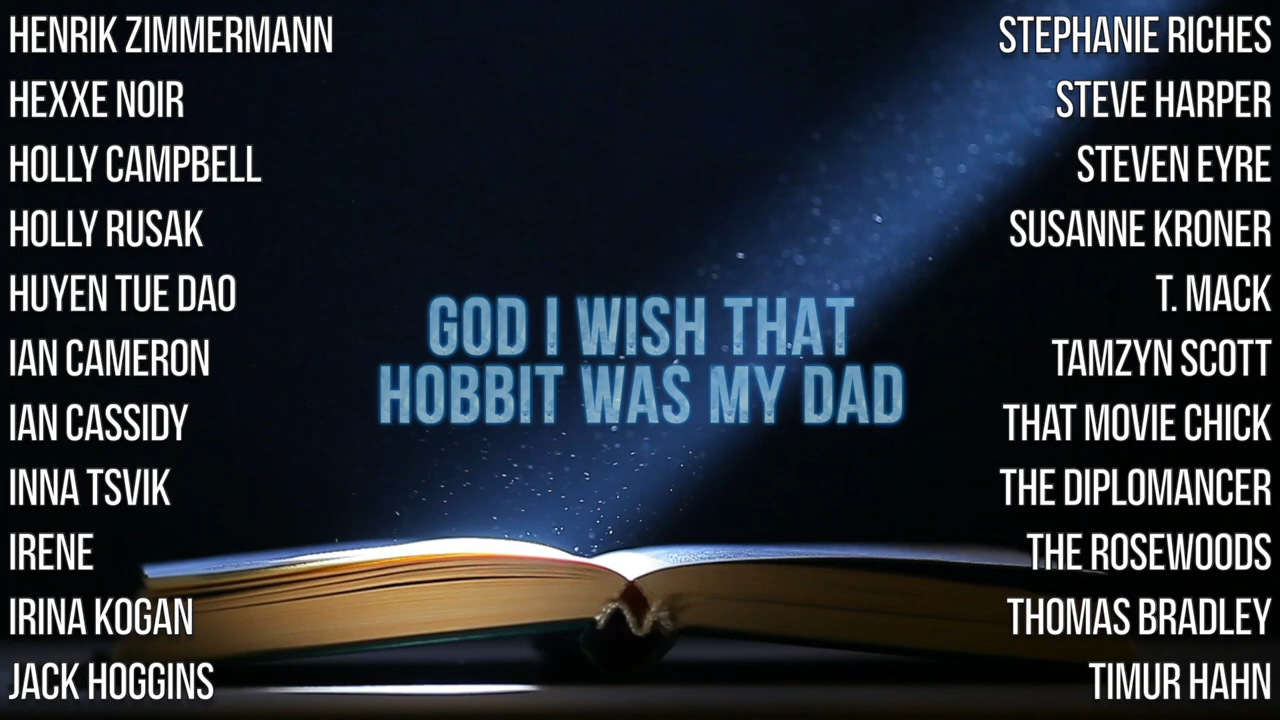 HENRIK ZIMMERMANN
HEXXE NOIR
HOLLY CAMPBELL
HOLLY RUSAK
HUYEN TUE DAO
IAN CAMERON
IAN CASSIDY
INNA TSVIK
IRENE
IRINA KOGAN
JACK HOGGINS
GOD I WISH THAT
HOBBIT WAS MY DAD
STEPHANIE RICHES
STEVE HARPER
STEVEN EYRE
SUSANNE KRONER
T. MACK
TAMZYN SCOTT
THAT MOVIE CHICK
THE DIPLOMANCER
THE ROSEWOODS
THOMAS BRADLEY
TIMUR HAHN